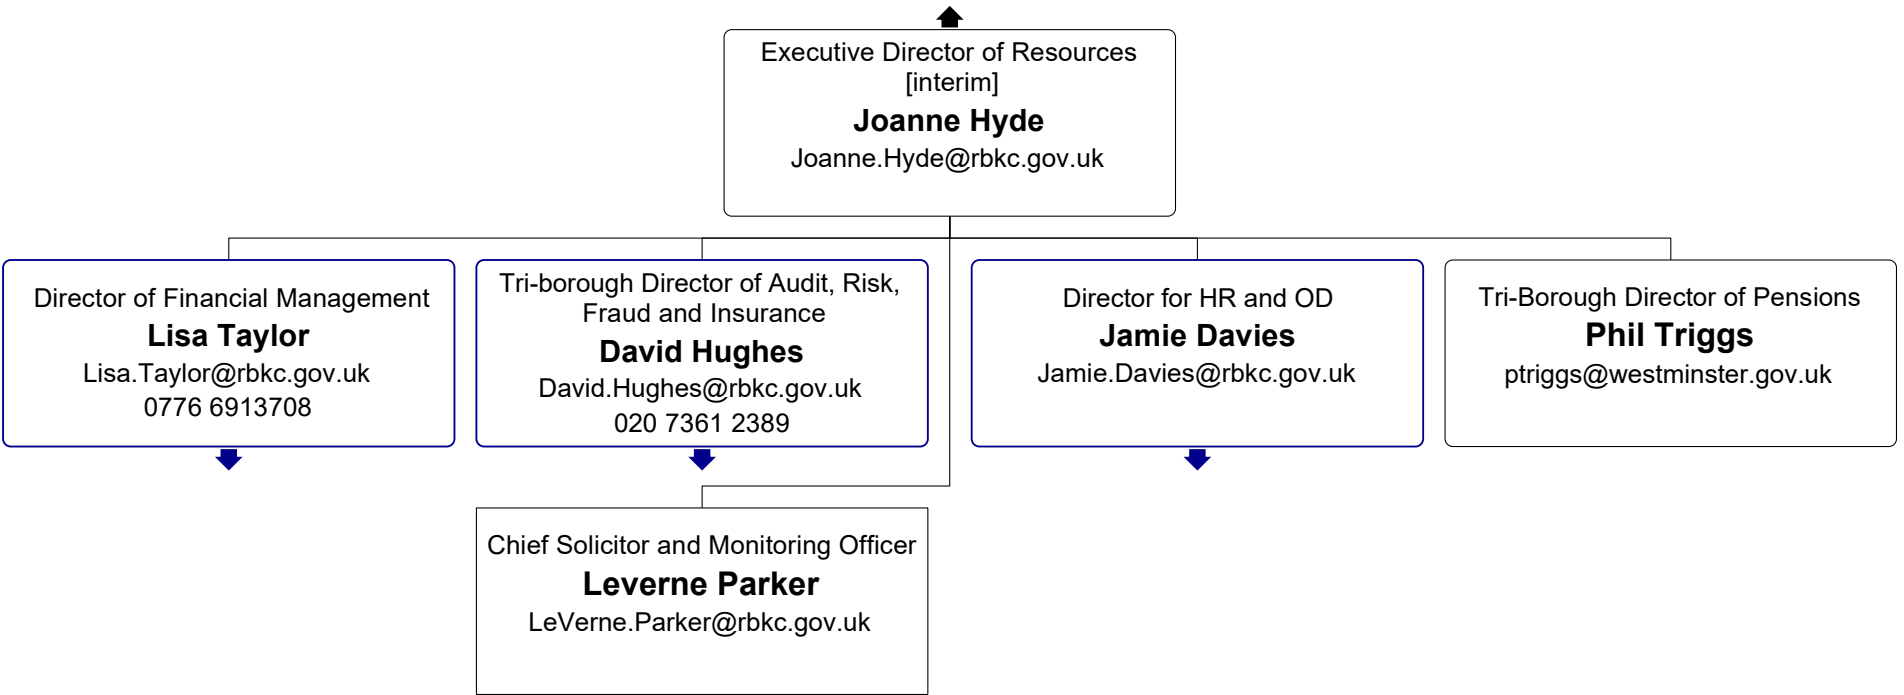 Executive Director of Resources
[interim]
Joanne Hyde
Joanne.Hyde@rbkc.gov.uk
Director of Financial Management
Lisa Taylor
Lisa.Taylor@rbkc.gov.uk
0776 6913708
Tri-borough Director of Audit, Risk,
Fraud and Insurance
David Hughes
David.Hughes@rbkc.gov.uk
020 7361 2389
Director for HR and OD
Jamie Davies
Jamie.Davies@rbkc.gov.uk
Tri-Borough Director of Pensions
Phil Triggs
ptriggs@westminster.gov.uk
Chief Solicitor and Monitoring Officer
Leverne Parker
LeVerne.Parker@rbkc.gov.uk